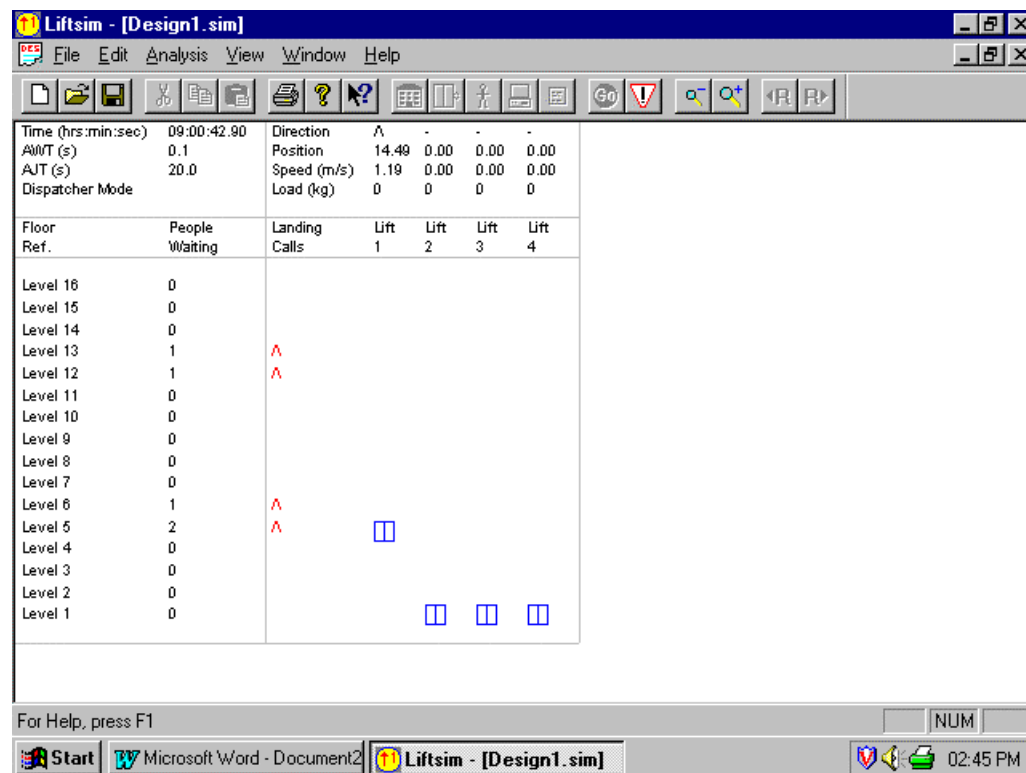 Liftsim - [Design1.sim]
File Edit Analysis View Window Help
Go
R R
Time (hrs:min:sec) 09:00:42.90 Direction Λ - - -
AWT (s) 0.1 Position 14.49 0.00 0.00 0.00
AJT (s) 20.0 Speed (m/s) 1.19 0.00 0.00 0.00
Dispatcher Mode Load (kg) 0 0 0 0
Floor People Landing Lift Lift Lift Lift
Ref. Waiting Calls 1 2 3 4
Level 16 0
Level 15 0
Level 14 0
Level 13 1 Λ
Level 12 1 Λ
Level 11 0
Level 10 0
Level 9 0
Level 8 0
Level 7 0
Level 6 1 Λ
Level 5 2 Λ
Level 4 0
Level 3 0
Level 2 0
Level 1 0
For Help, press F1 NUM
Start Microsoft Word - Document2 Liftsim - [Design1.sim] 02:45 PM